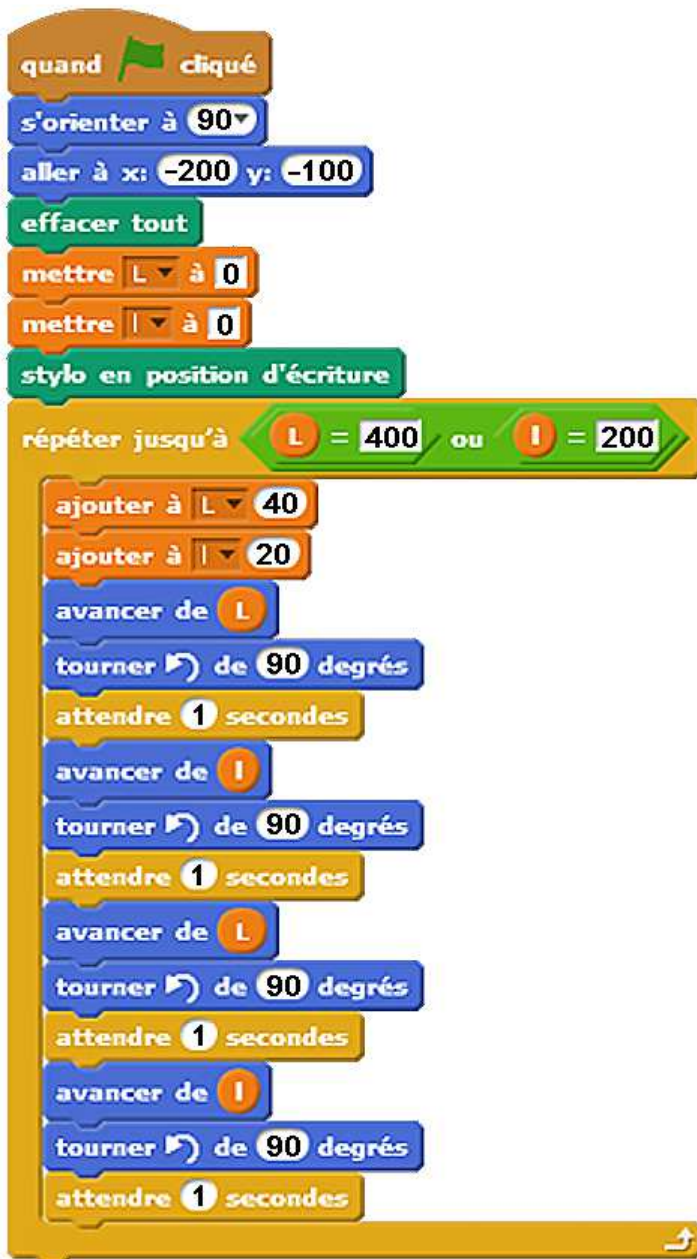 quand cliqué
s'orienter à 90
aller à x: -200 y: -100
effacer tout
mettre L à 0
mettre l à 0
stylo en position d'écriture
répéter jusqu'à L = 400 ou l = 200
ajouter à L 40
ajouter à l 20
avancer de L
tourner de 90 degrés
attendre 1 secondes
avancer de l
tourner de 90 degrés
attendre 1 secondes
avancer de L
tourner de 90 degrés
attendre 1 secondes
avancer de l
tourner de 90 degrés
attendre 1 secondes